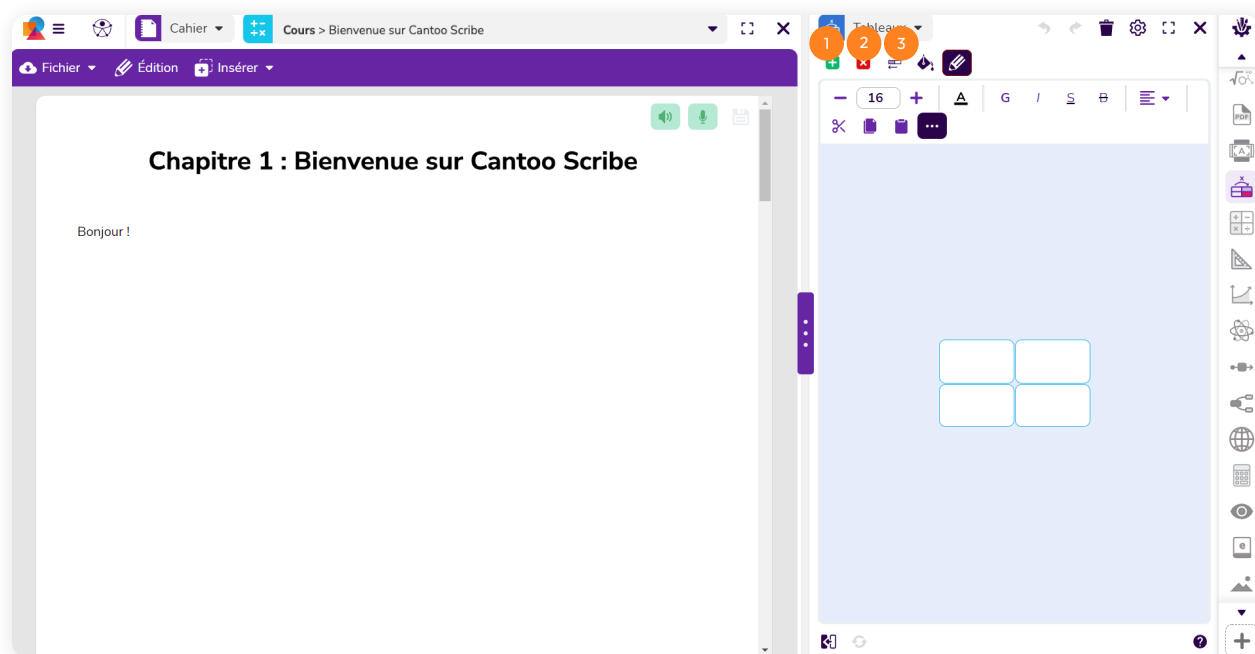 Cahier
Cours > Bienvenue sur Cantoo Scribe
Tableaux
1 2 3
Fichier Édition Insérer
16 A G I S B
Chapitre 1 : Bienvenue sur Cantoo Scribe
Bonjour !
PDF
A
x
e
?